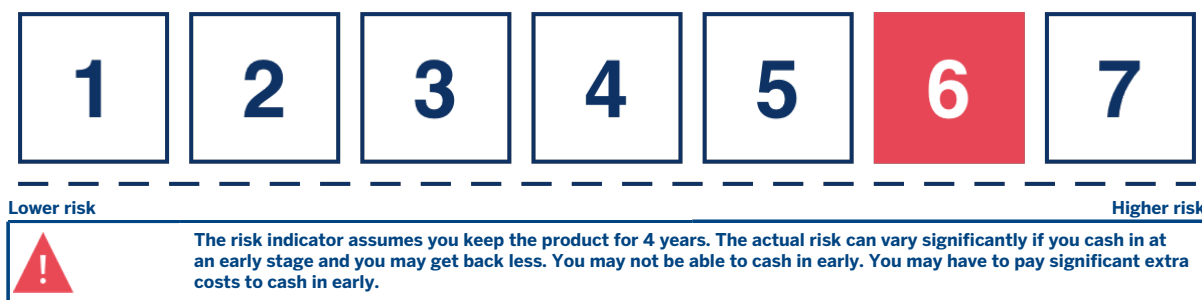 1 2 3 4 5 6 7
Lower risk Higher risk
!
The risk indicator assumes you keep the product for 4 years. The actual risk can vary significantly if you cash in at
an early stage and you may get back less. You may not be able to cash in early. You may have to pay significant extra
costs to cash in early.